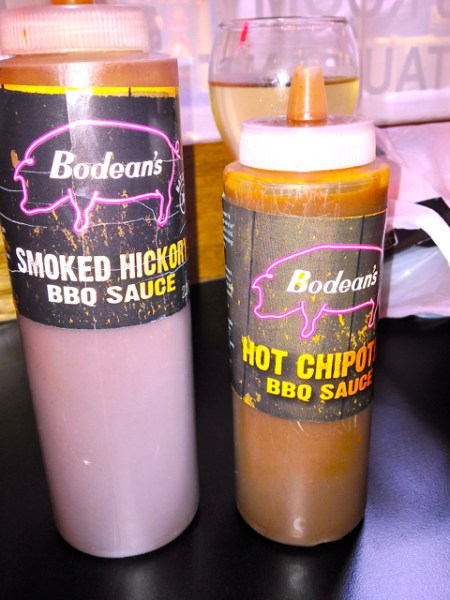 Bodean's
SMOKED HICKORY
BBQ SAUCE
Bodean's
HOT CHIPOT
BBQ SAUCE